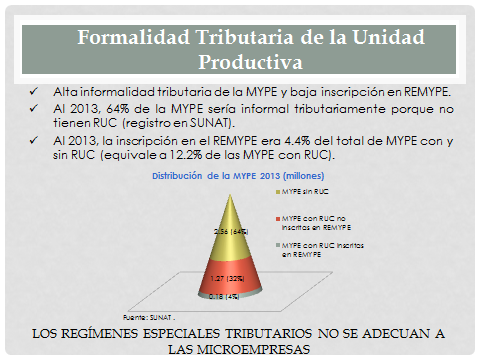 Formalidad Tributaria de la Unidad
Productiva
✓ Alta informalidad tributaria de la MYPE y baja inscripción en REMYPE.
✓ Al 2013, 64% de la MYPE sería informal tributariamente porque no
tienen RUC (registro en SUNAT).
✓ Al 2013, la inscripción en el REMYPE era 4.4% del total de MYPE con y
sin RUC (equivale a 12.2% de las MYPE con RUC).
Distribución de la MYPE 2013 (millones)
MYPE sin RUC
MYPE con RUC no
inscritas en REMYPE
MYPE con RUC inscritas
en REMYPE
2.56 (64%)
1.27 (32%)
0.18 (4%)
Fuente: SUNAT .
LOS REGÍMENES ESPECIALES TRIBUTARIOS NO SE ADECUAN A
LAS MICROEMPRESAS